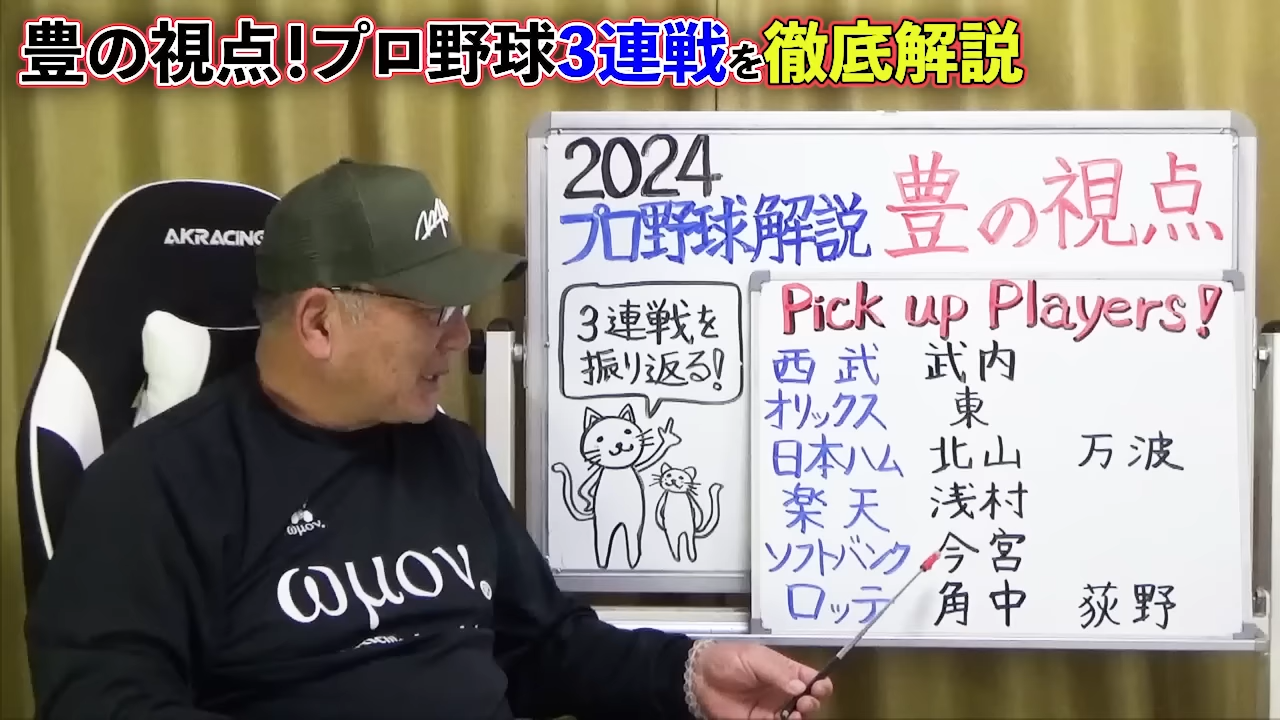 豊の視点!プロ野球3連戦を徹底解説
2024
プロ野球解説 豊の視点
3連戦を
振り返る!
Pick up Players!
西武 武内
オリックス 東
日本ハム 北山 万波
楽天 浅村
ソフトバンク 今宮
ロッテ 角中 荻野
AKRACING
ωμοv.
ωμοv.